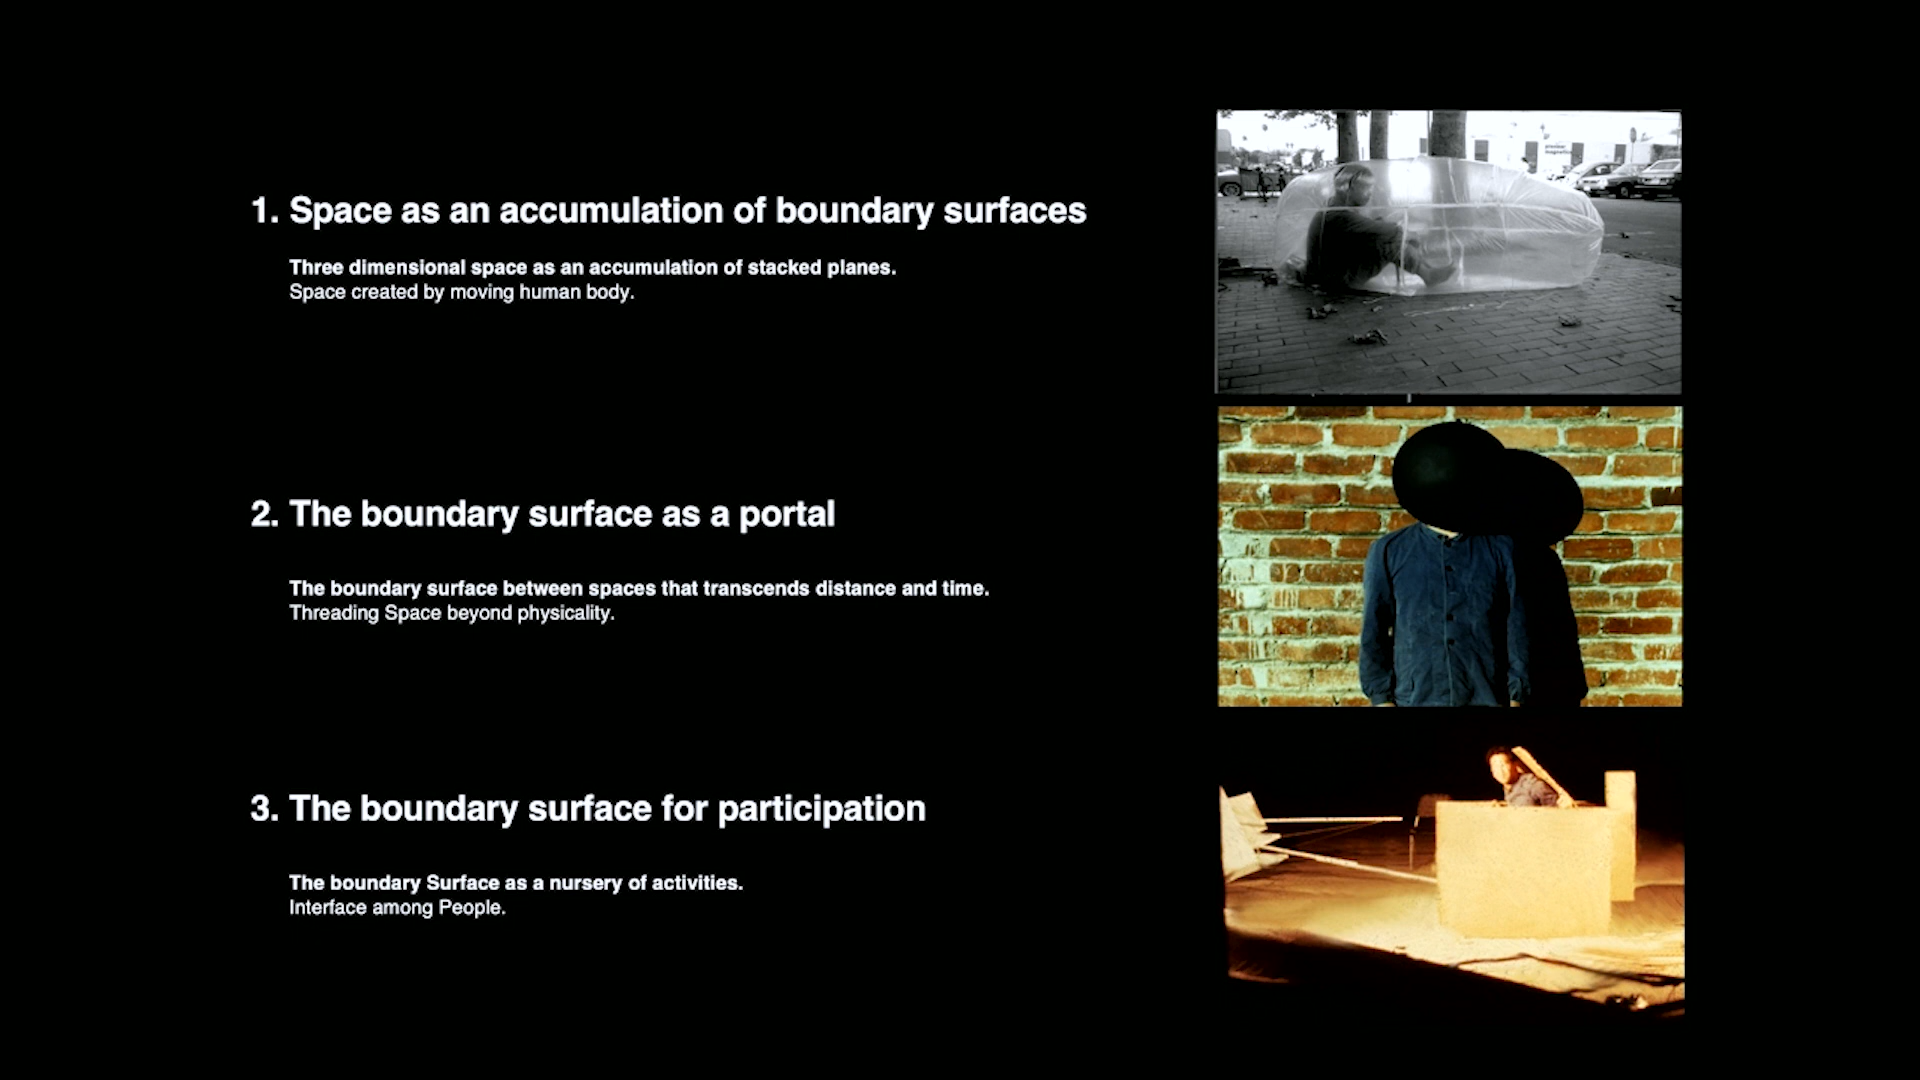 1. Space as an accumulation of boundary surfaces
Three dimensional space as an accumulation of stacked planes.
Space created by moving human body.
2. The boundary surface as a portal
The boundary surface between spaces that transcends distance and time.
Threading Space beyond physicality.
3. The boundary surface for participation
The boundary Surface as a nursery of activities.
Interface among People.